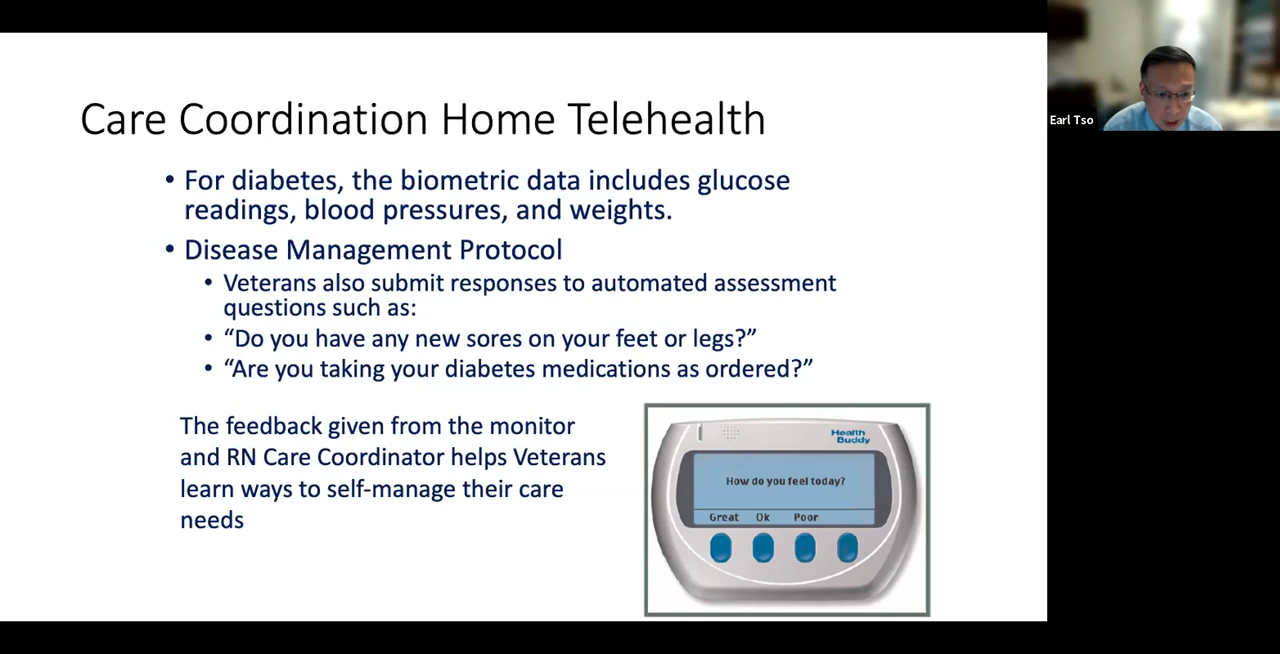 Care Coordination Home Telehealth
• For diabetes, the biometric data includes glucose
readings, blood pressures, and weights.
• Disease Management Protocol
• Veterans also submit responses to automated assessment
questions such as:
• “Do you have any new sores on your feet or legs?”
• “Are you taking your diabetes medications as ordered?”
The feedback given from the monitor
and RN Care Coordinator helps Veterans
learn ways to self-manage their care
needs
Health
Buddy
How do you feel today?
Great Ok Poor
Earl Tso